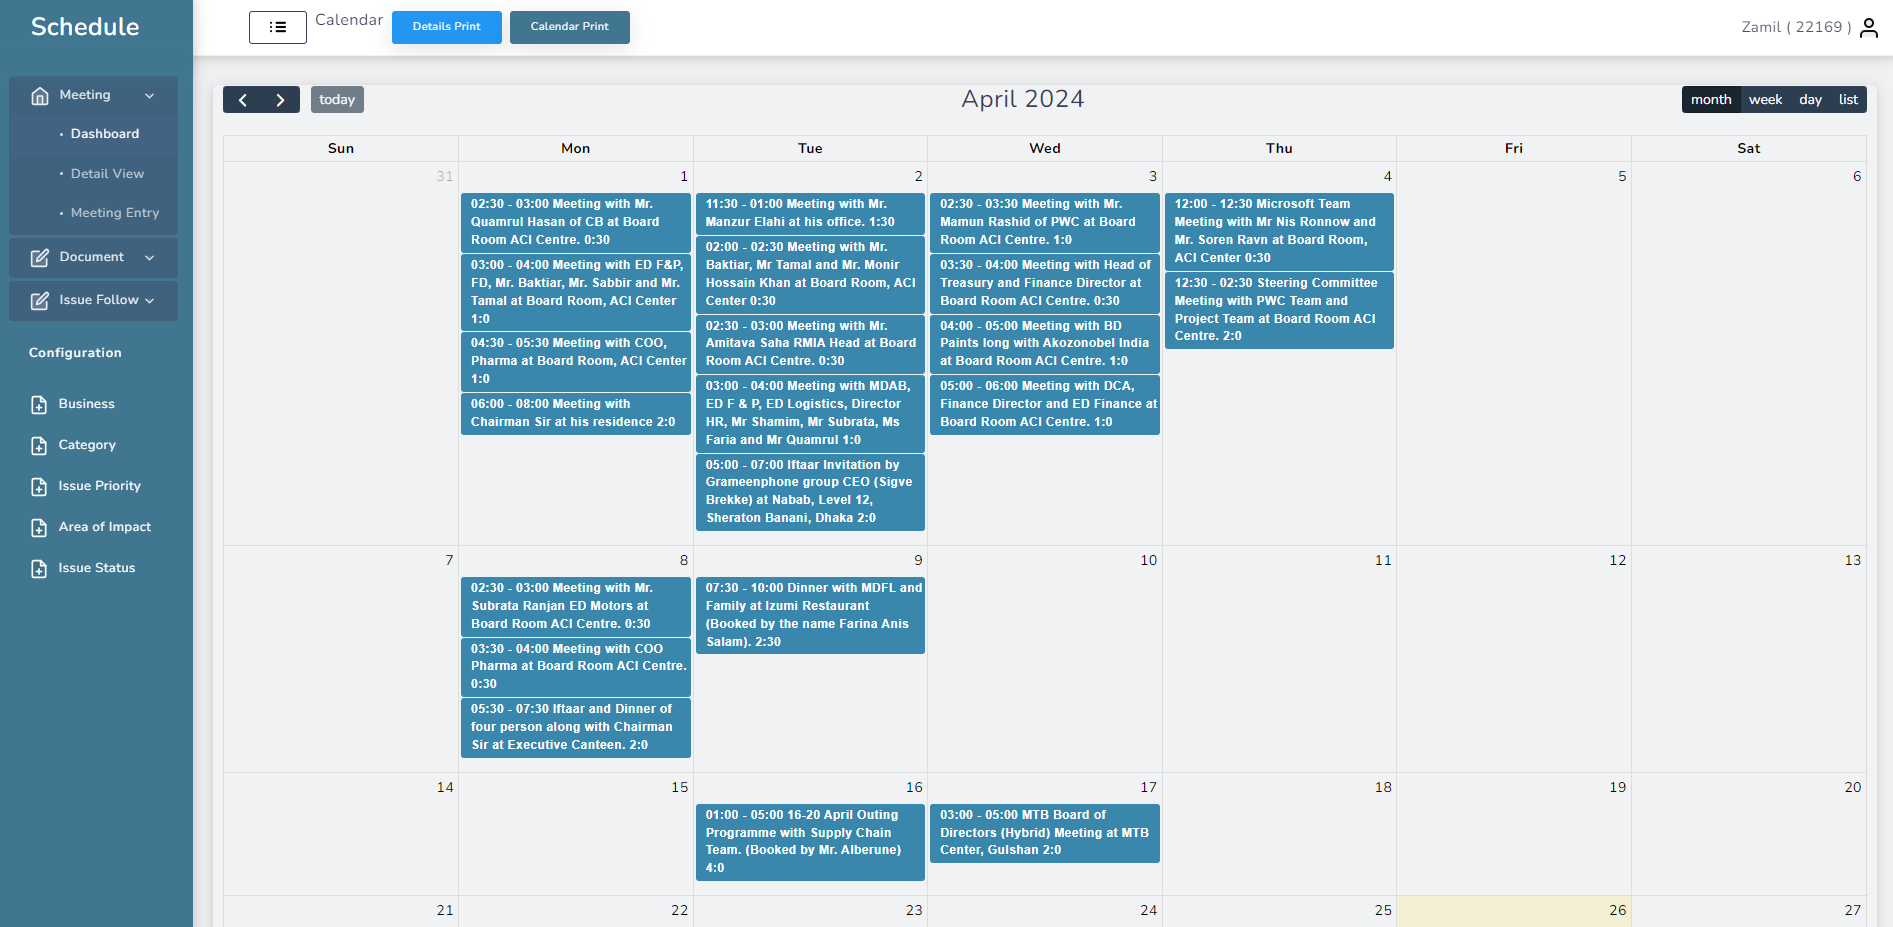 Schedule
Meeting
Dashboard
Detail View
Meeting Entry
Document
Issue Follow
Configuration
Business
Category
Issue Priority
Area of Impact
Issue Status
Calendar
Details Print
Calendar Print
Zamil ( 22169 )
today
April 2024
month week day list
Sun Mon Tue Wed Thu Fri Sat
31
1
02:30 - 03:00 Meeting with Mr.
Quamrul Hasan of CB at Board
Room ACI Centre. 0:30
03:00 - 04:00 Meeting with ED F&P,
FD, Mr. Baktiar, Mr. Sabbir and Mr.
Tamal at Board Room, ACI Center
1:0
04:30 - 05:30 Meeting with COO,
Pharma at Board Room, ACI Center
1:0
06:00 - 08:00 Meeting with
Chairman Sir at his residence 2:0
2
11:30 - 01:00 Meeting with Mr.
Manzur Elahi at his office. 1:30
02:00 - 02:30 Meeting with Mr.
Baktiar, Mr Tamal and Mr. Monir
Hossain Khan at Board Room, ACI
Center 0:30
02:30 - 03:00 Meeting with Mr.
Amitava Saha RMIA Head at Board
Room ACI Centre. 0:30
03:00 - 04:00 Meeting with MDAB,
ED F & P, ED Logistics, Director
HR, Mr Shamim, Mr Subrata, Ms
Faria and Mr Quamrul 1:0
05:00 - 07:00 Iftaar Invitation by
Grameenphone group CEO (Sigve
Brekke) at Nabab, Level 12,
Sheraton Banani, Dhaka 2:0
3
02:30 - 03:30 Meeting with Mr.
Mamun Rashid of PWC at Board
Room ACI Centre. 1:0
03:30 - 04:00 Meeting with Head of
Treasury and Finance Director at
Board Room ACI Centre. 0:30
04:00 - 05:00 Meeting with BD
Paints long with Akozonobel India
at Board Room ACI Centre. 1:0
05:00 - 06:00 Meeting with DCA,
Finance Director and ED Finance at
Board Room ACI Centre. 1:0
4
12:00 - 12:30 Microsoft Team
Meeting with Mr Nis Ronnow and
Mr. Soren Ravn at Board Room,
ACI Center 0:30
12:30 - 02:30 Steering Committee
Meeting with PWC Team and
Project Team at Board Room ACI
Centre. 2:0
5
6
7
8
02:30 - 03:00 Meeting with Mr.
Subrata Ranjan ED Motors at
Board Room ACI Centre. 0:30
03:30 - 04:00 Meeting with COO
Pharma at Board Room ACI Centre.
0:30
05:30 - 07:30 Iftaar and Dinner of
four person along with Chairman
Sir at Executive Canteen. 2:0
9
07:30 - 10:00 Dinner with MDFL and
Family at Izumi Restaurant
(Booked by the name Farina Anis
Salam). 2:30
10
11
12
13
14
15
16
01:00 - 05:00 16-20 April Outing
Programme with Supply Chain
Team. (Booked by Mr. Alberune)
4:0
17
03:00 - 05:00 MTB Board of
Directors (Hybrid) Meeting at MTB
Center, Gulshan 2:0
18
19
20
21
22
23
24
25
26
27